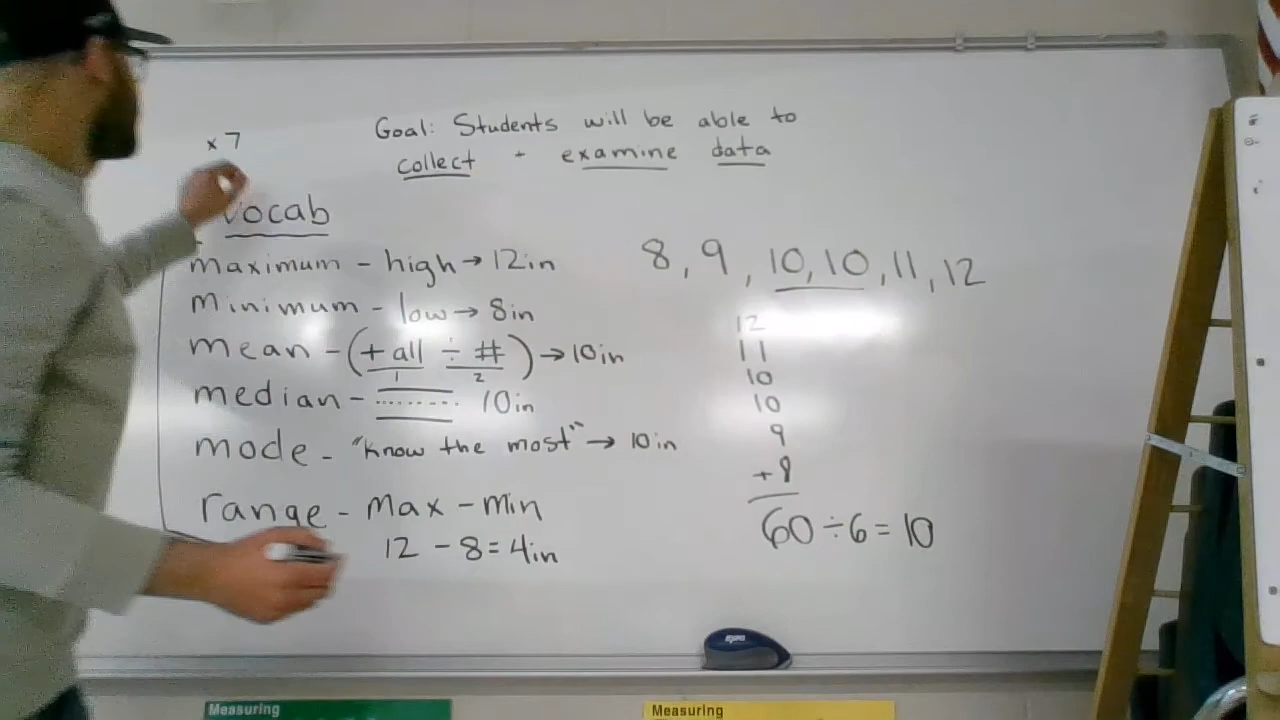 × 7
Goal: Students will be able to
collect + examine data
Vocab
maximum - high → 12in
minimum - low → 8in
mean - (+ all ÷ #) → 10in
1 2
median - 10in
mode - "know the most" → 10in
range - max - min
12 - 8 = 4in
8, 9, 10, 10, 11, 12
12
11
10
10
9
+8
60 ÷ 6 = 10
expo
Measuring
Measuring